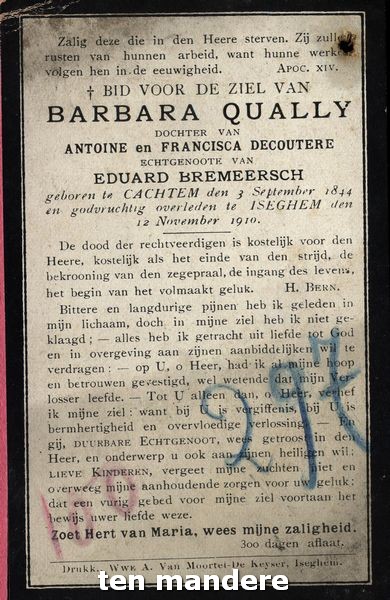 Zalig deze die in den Heere sterven. Zij zullen
rusten van hunnen arbeid, want hunne werken
volgen hen in de eeuwigheid. APOC. XIV.
† BID VOOR DE ZIEL VAN
BARBARA QUALLY
DOCHTER VAN
ANTOINE en FRANCISCA DECOUTERE
ECHTGENOOTE VAN
EDUARD BREMEERSCH
geboren te CACHTEM den 3 September 1844
en godvruchtig overleden te ISEGHEM den
12 November 1910.
De dood der rechtveerdigen is kostelijk voor den
Heere, kostelijk als het einde van den strijd, de
bekrooning van den zegepraal, de ingang des levens,
het begin van het volmaakt geluk. H. BERN.
Bittere en langdurige pijnen heb ik geleden in
mijn lichaam, doch in mijne ziel heb ik niet ge-
klaagd ; — alles heb ik getracht uit liefde tot God
en in overgeving aan zijnen aanbiddelijken wil te
verdragen : — op U, o Heer, had ik al mijne hoop
en betrouwen gevestigd, wel wetende dat mijn Ver-
losser leefde. — Tot U alleen dan, o Heer, verhef
ik mijne ziel : want bij U is vergiffenis, bij U is
bermhertigheid en overvloedige verlossing. — En
gij, DUURBARE ECHTGENOOT, wees getroost in den
Heer, en onderwerp u ook aan zijnen heiligen wil:
LIEVE KINDEREN, vergeet mijne zuchten niet en
overweeg mijne aanhoudende zorgen voor uw geluk:
dat een vurig gebed voor mijne ziel voortaan het
bewijs uwer liefde weze.
Zoet Hert van Maria, wees mijne zaligheid.
300 dagen aflaat.
Drukk. Wwe A. Van Moortel-De Keyser, Iseghem.
ten mandere